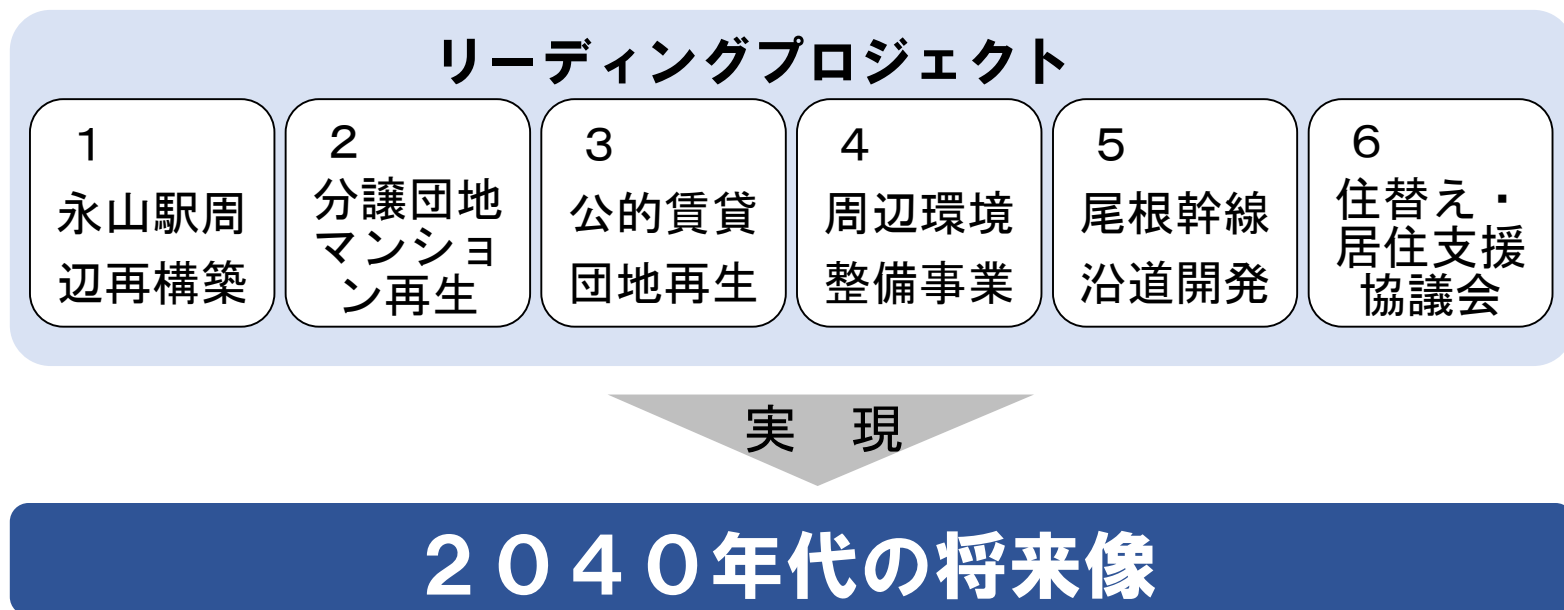 リーディングプロジェクト
１
永山駅周
辺再構築
２
分譲団地
マンショ
ン再生
３
公的賃貸
団地再生
４
周辺環境
整備事業
５
尾根幹線
沿道開発
６
住替え・
居住支援
協議会
実　現
２０４０年代の将来像